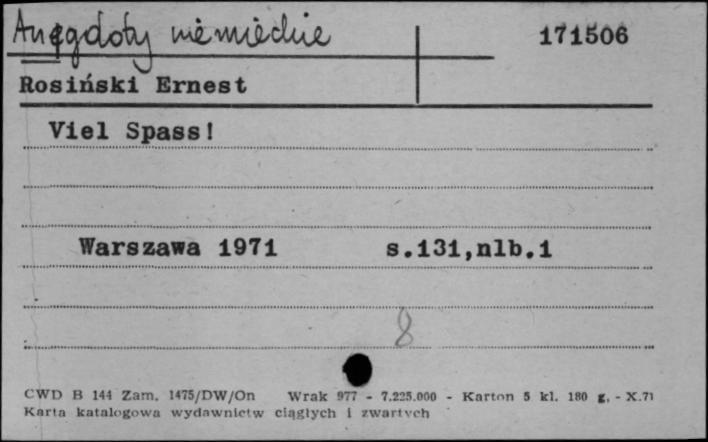 Anegdoty niemieckie
171506
Rosiński Ernest
Viel Spass!
Warszawa 1971 s.131,nlb.1
8
CWD B 144 Zam. 1475/DW/On Wrak 977 - 7.225.000 - Karton 5 kl. 180 g. - X.71
Karta katalogowa wydawnictw ciągłych i zwartych